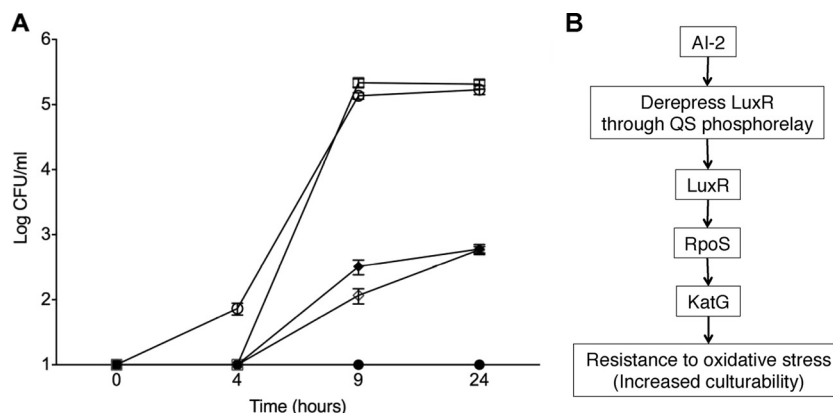 A
6
5
4
3
2
1
Log CFU/ml
0 4 9 24
Time (hours)
B
AI-2
Derepress LuxR
through QS phosphorelay
LuxR
RpoS
KatG
Resistance to oxidative stress
(Increased culturability)